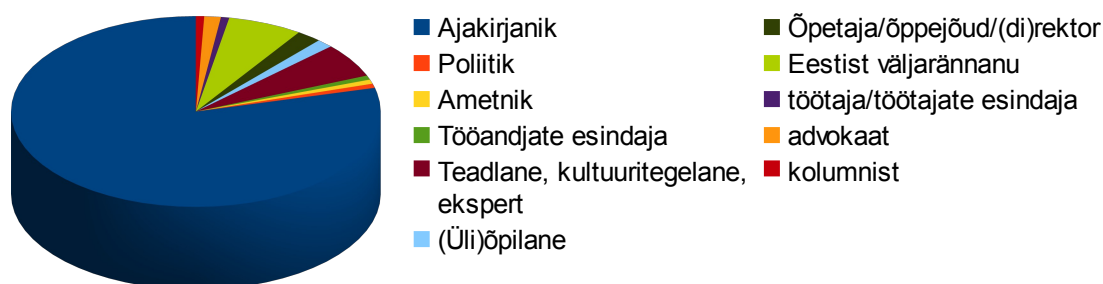 Ajakirjanik
Poliitik
Ametnik
Tööandjate esindaja
Teadlane, kultuuritegelane,
ekspert
(Üli)õpilane
Õpetaja/õppejõud/(di)rektor
Eestist väljarännanu
töötaja/töötajate esindaja
advokaat
kolumnist